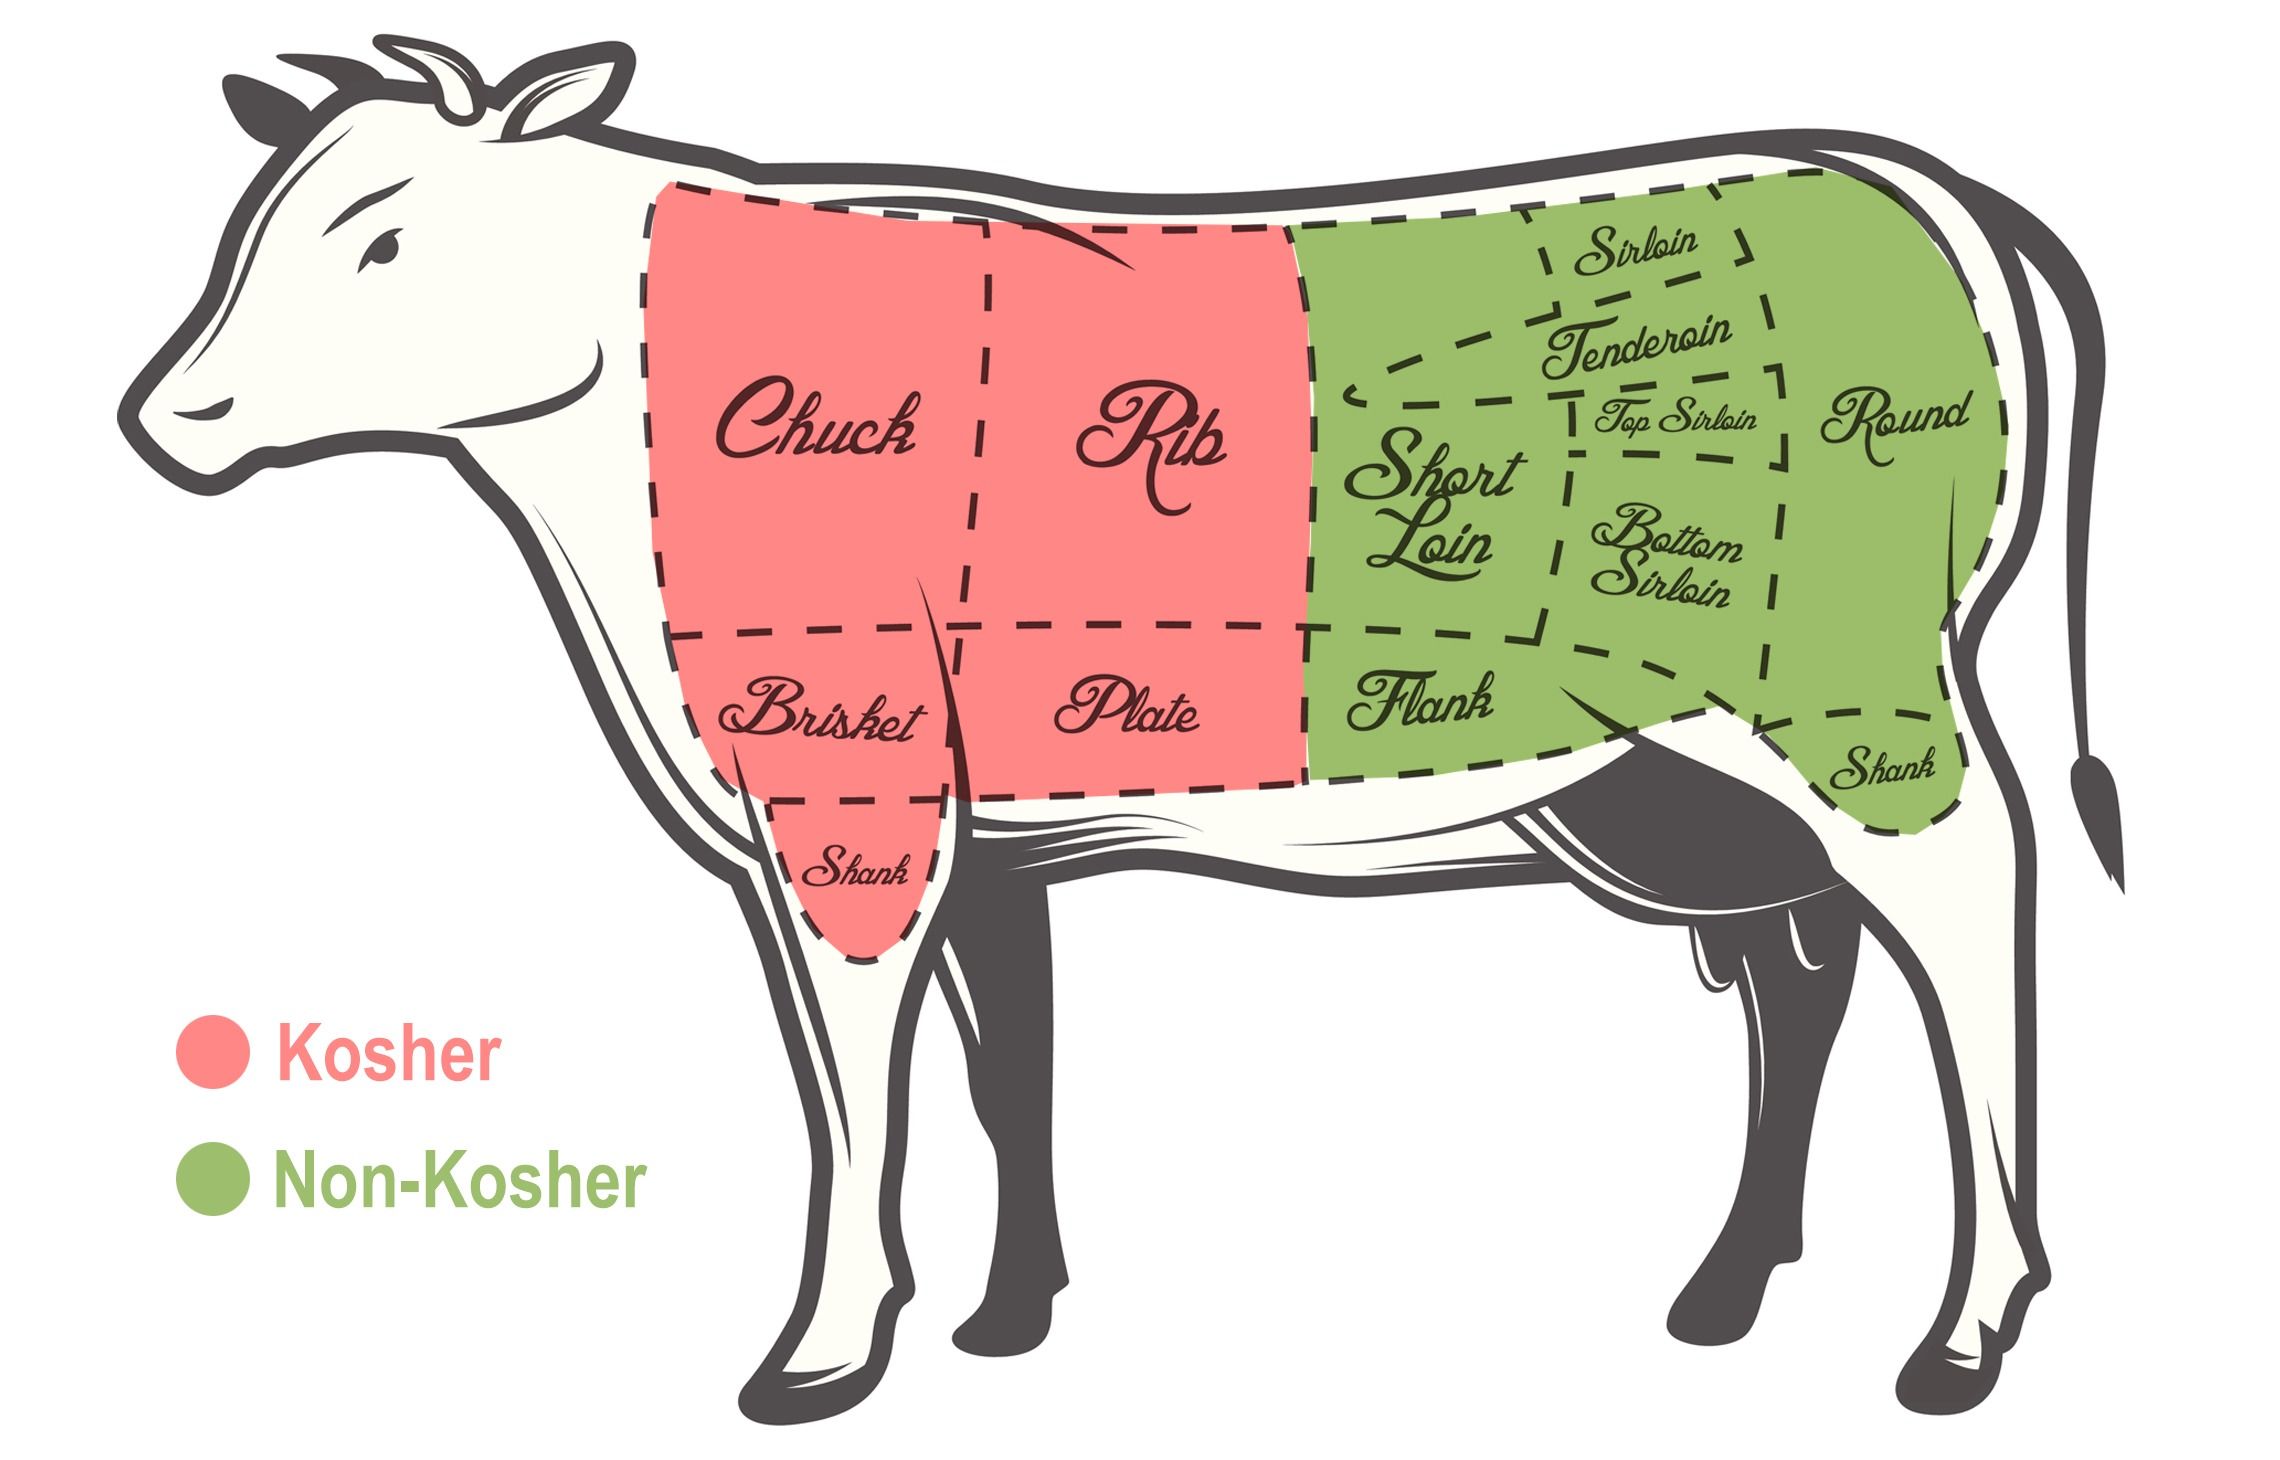 Sirloin
Tenderoin
Chuck
Rib
Top Sirloin
Round
Short
Loin
Bottom
Sirloin
Brisket
Plate
Flank
Shank
Shank
Kosher
Non-Kosher